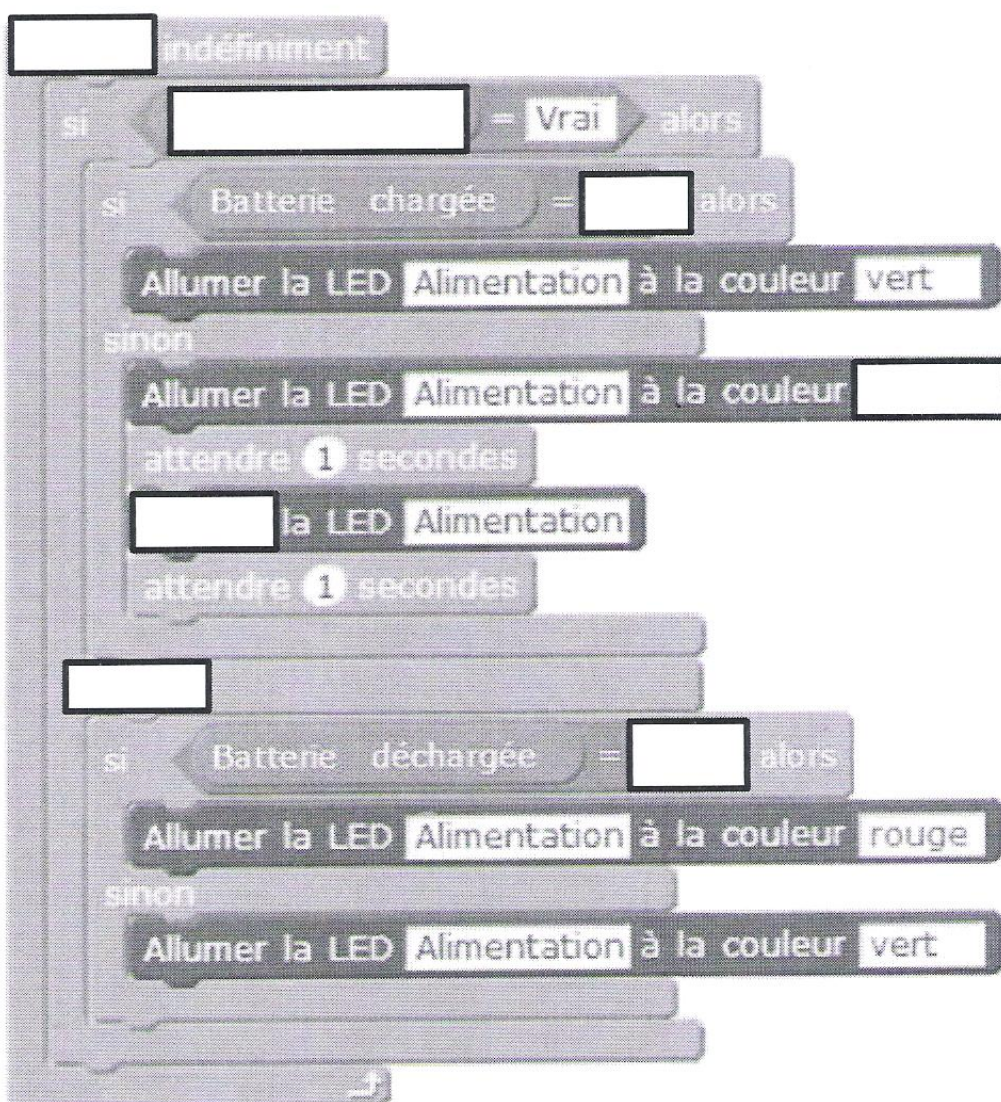 indéfiniment
si = Vrai alors
si Batterie chargée = alors
Allumer la LED Alimentation à la couleur vert
sinon
Allumer la LED Alimentation à la couleur
attendre 1 secondes
la LED Alimentation
attendre 1 secondes
si Batterie déchargée = alors
Allumer la LED Alimentation à la couleur rouge
sinon
Allumer la LED Alimentation à la couleur vert